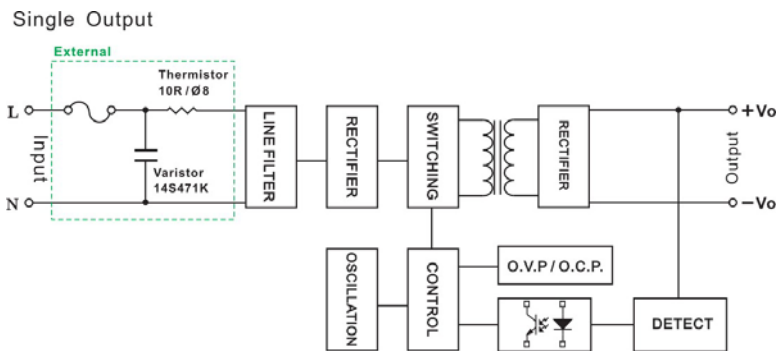 Single Output
External
Thermistor
10R/Ø8
L
Input
N
Varistor
14S471K
LINE FILTER
RECTIFIER
SWITCHING
RECTIFIER
+Vo
Output
−Vo
OSCILLATION
CONTROL
O.V.P/O.C.P.
DETECT